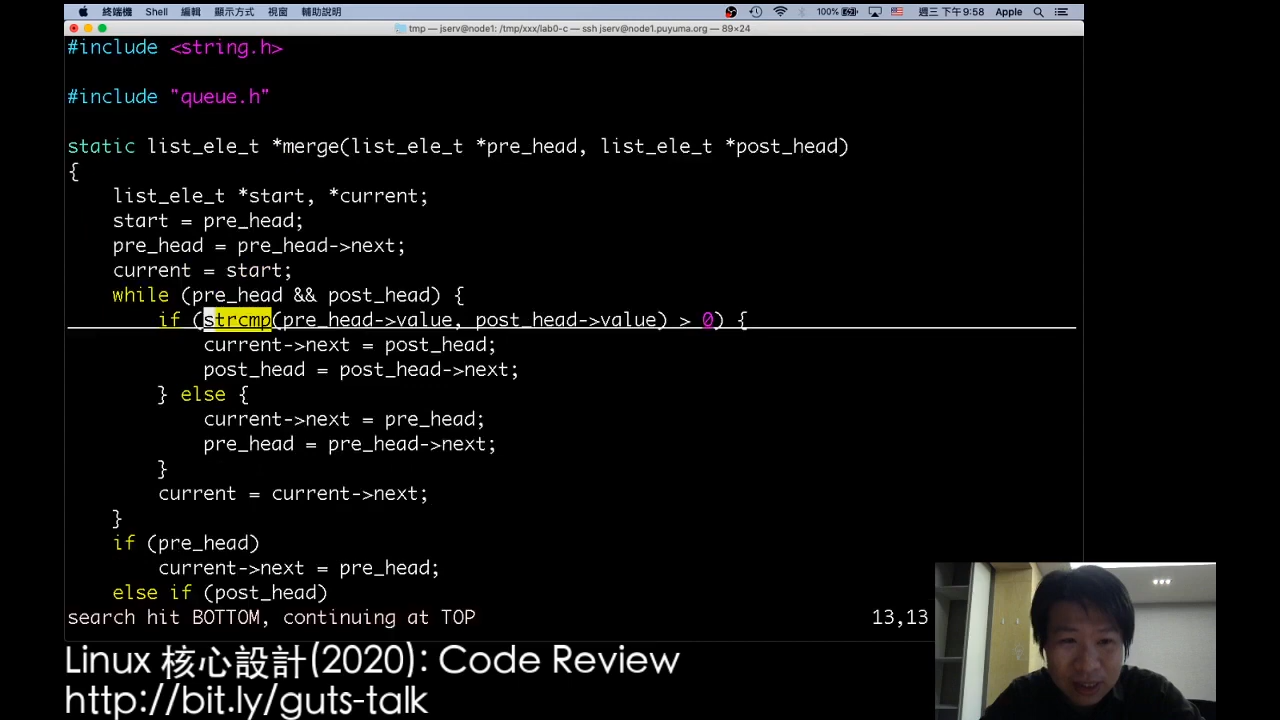 終端機 Shell 編輯 顯示方式 視窗 輔助說明 100% 週三下午9:58 Apple
tmp — jserv@node1: /tmp/xxx/lab0-c — ssh jserv@node1.puyuma.org — 89×24
#include <string.h>
#include "queue.h"
static list_ele_t *merge(list_ele_t *pre_head, list_ele_t *post_head)
{
    list_ele_t *start, *current;
    start = pre_head;
    pre_head = pre_head->next;
    current = start;
    while (pre_head && post_head) {
        if (strcmp(pre_head->value, post_head->value) > 0) {
            current->next = post_head;
            post_head = post_head->next;
        } else {
            current->next = pre_head;
            pre_head = pre_head->next;
        }
        current = current->next;
    }
    if (pre_head)
        current->next = pre_head;
    else if (post_head)
search hit BOTTOM, continuing at TOP 13,13
Linux 核心設計(2020): Code Review
http://bit.ly/guts-talk